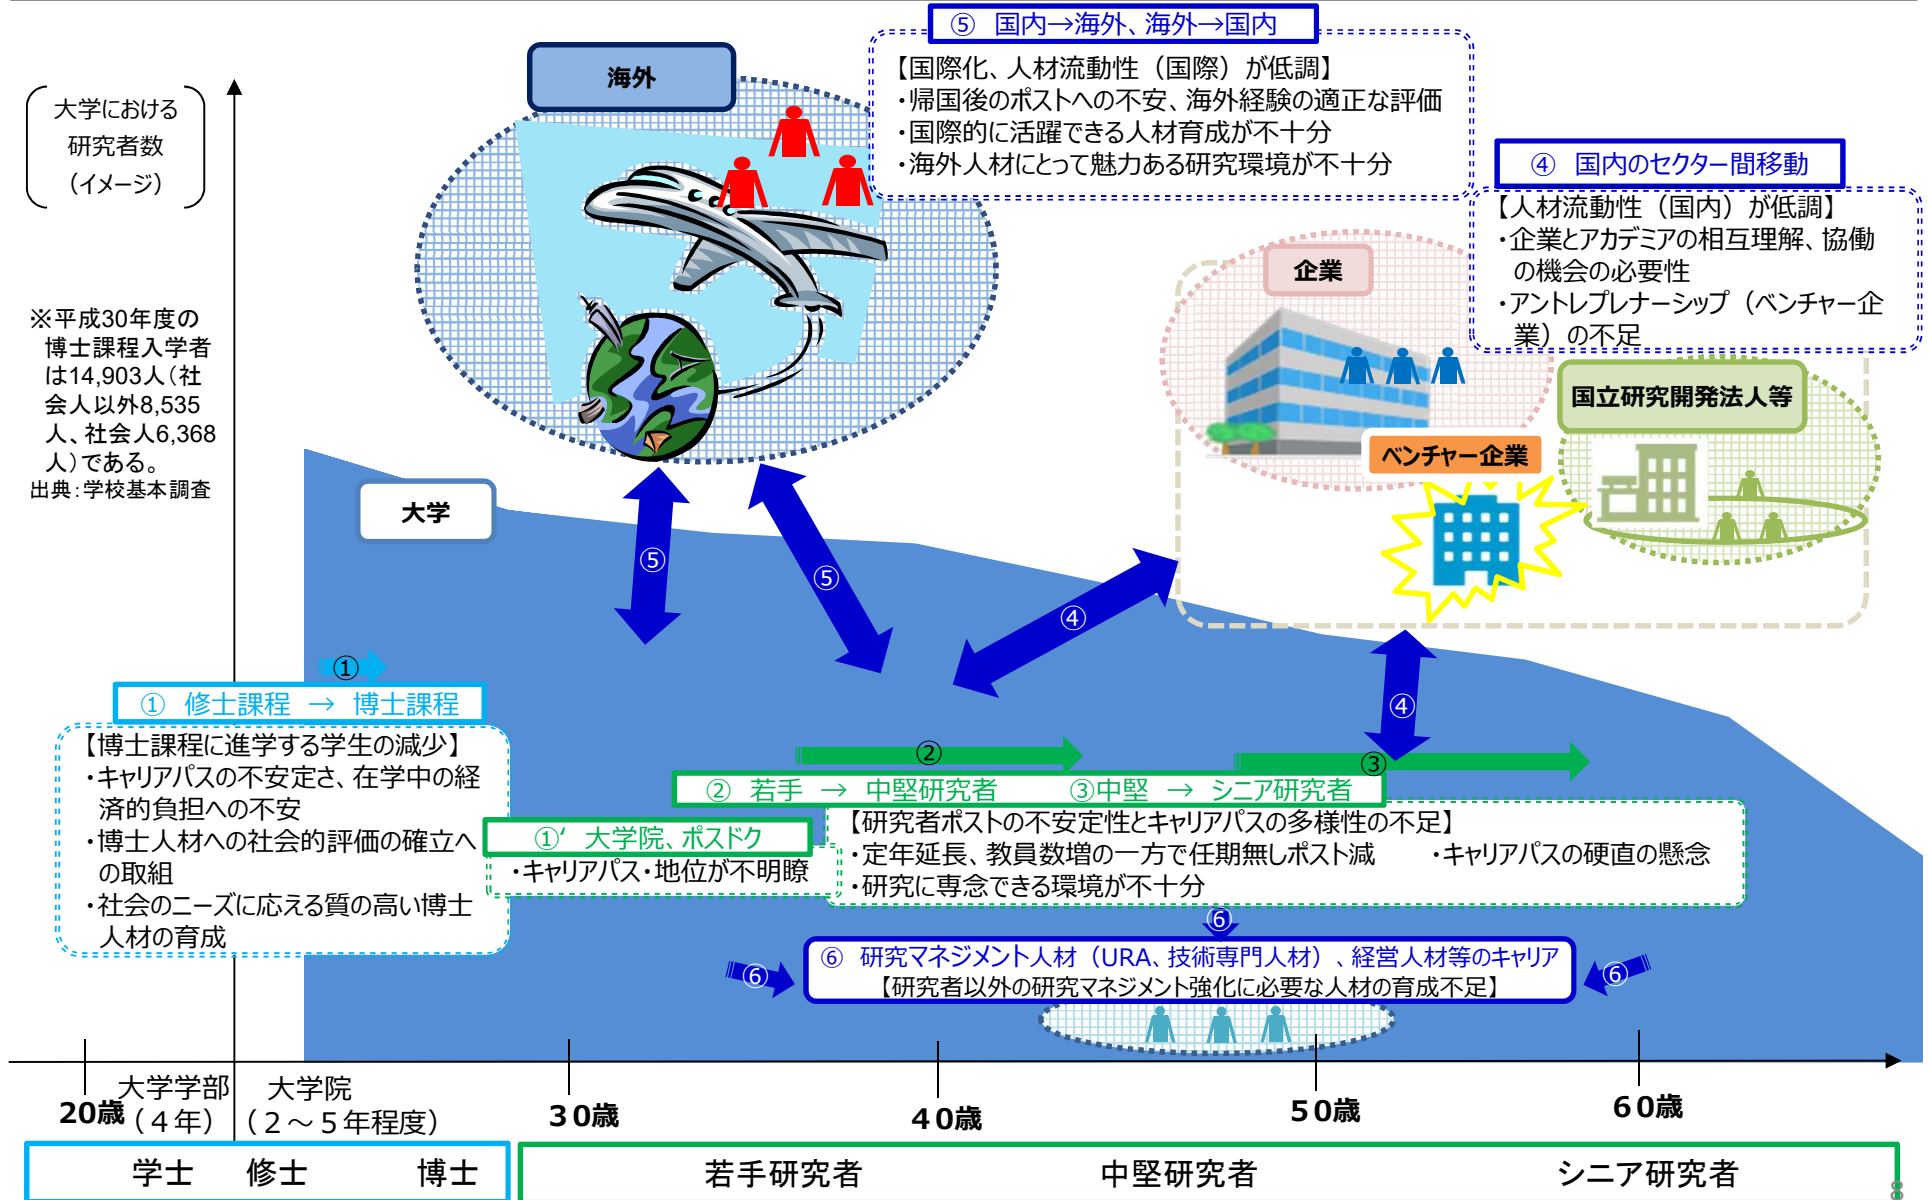 ⑤ 国内→海外、海外→国内
【国際化、人材流動性（国際）が低調】
・帰国後のポストへの不安、海外経験の適正な評価
・国際的に活躍できる人材育成が不十分
・海外人材にとって魅力ある研究環境が不十分
海外
大学における
研究者数
（イメージ）
④ 国内のセクター間移動
【人材流動性（国内）が低調】
・企業とアカデミアの相互理解、協働
の機会の必要性
・アントレプレナーシップ（ベンチャー企
業）の不足
企業
※平成30年度の
博士課程入学者
は14,903人（社
会人以外8,535
人、社会人6,368
人）である。
出典：学校基本調査
国立研究開発法人等
ベンチャー企業
大学
⑤
⑤
④
④
①
① 修士課程 → 博士課程
【博士課程に進学する学生の減少】
・キャリアパスの不安定さ、在学中の経
済的負担への不安
・博士人材への社会的評価の確立へ
の取組
・社会のニーズに応える質の高い博士
人材の育成
②
③
② 若手 → 中堅研究者 ③中堅 → シニア研究者
①‘ 大学院、ポスドク
・キャリアパス・地位が不明瞭
【研究者ポストの不安定性とキャリアパスの多様性の不足】
・定年延長、教員数増の一方で任期無しポスト減 ・キャリアパスの硬直の懸念
・研究に専念できる環境が不十分
⑥
⑥
⑥
⑥ 研究マネジメント人材（URA、技術専門人材）、経営人材等のキャリア
【研究者以外の研究マネジメント強化に必要な人材の育成不足】
20歳
大学学部
（４年）
大学院
（２～５年程度）
３0歳
４0歳
５0歳
６0歳
学士 修士 博士
若手研究者 中堅研究者 シニア研究者
8